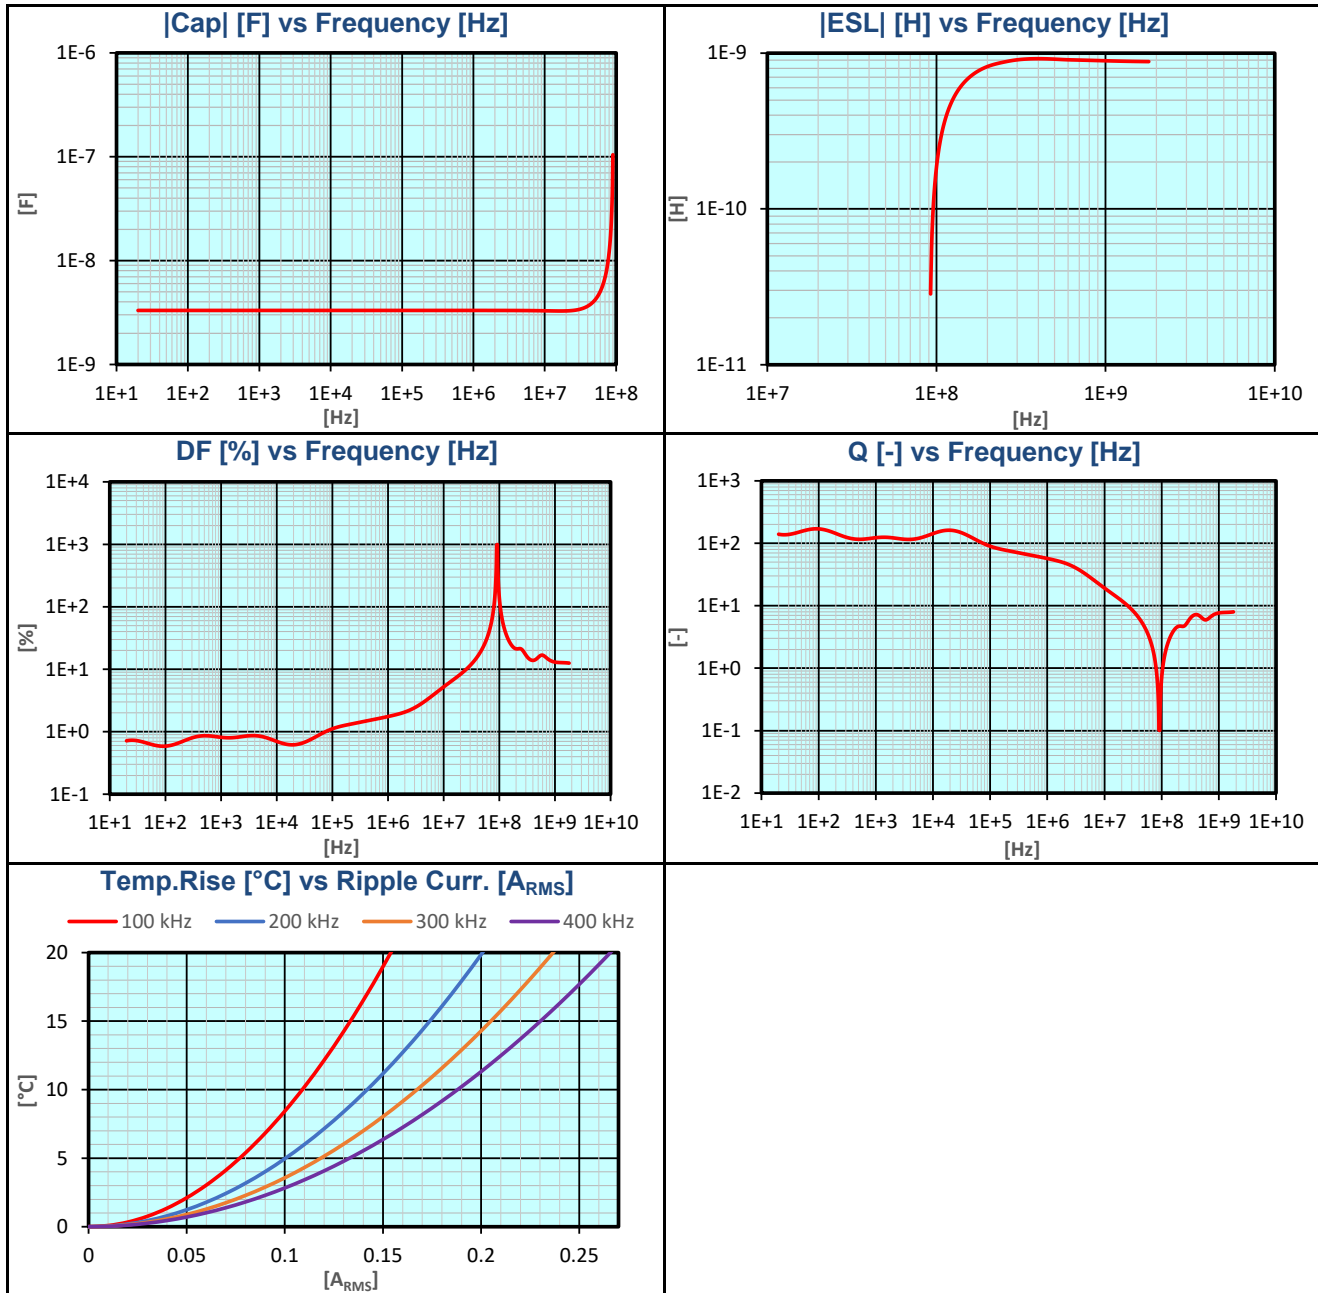 |Cap| [F] vs Frequency [Hz]
1E-6
1E-7
1E-8
1E-9
[F]
1E+1 1E+2 1E+3 1E+4 1E+5 1E+6 1E+7 1E+8
[Hz]
|ESL| [H] vs Frequency [Hz]
1E-9
1E-10
1E-11
[H]
1E+7 1E+8 1E+9 1E+10
[Hz]
DF [%] vs Frequency [Hz]
1E+4
1E+3
1E+2
1E+1
1E+0
1E-1
[%]
1E+1 1E+2 1E+3 1E+4 1E+5 1E+6 1E+7 1E+8 1E+9 1E+10
[Hz]
Q [-] vs Frequency [Hz]
1E+3
1E+2
1E+1
1E+0
1E-1
1E-2
[-]
1E+1 1E+2 1E+3 1E+4 1E+5 1E+6 1E+7 1E+8 1E+9 1E+10
[Hz]
Temp.Rise [°C] vs Ripple Curr. [ARMS]
100 kHz 200 kHz 300 kHz 400 kHz
20
15
10
5
0
[°C]
0 0.05 0.1 0.15 0.2 0.25
[ARMS]